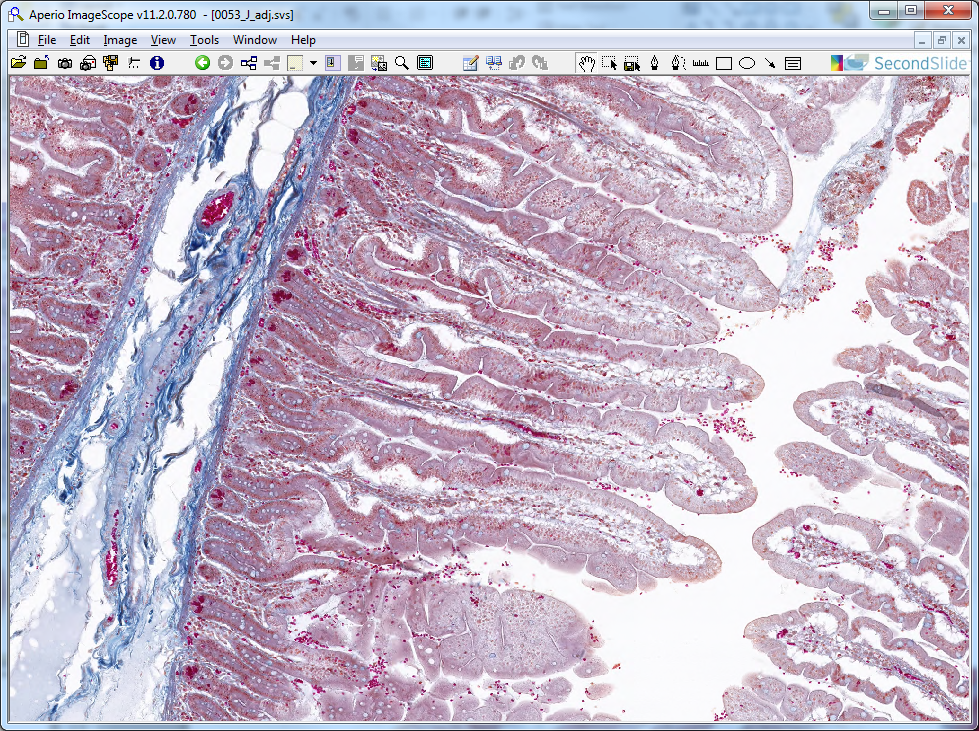 Aperio ImageScope v11.2.0.780 - [0053_J_adj.svs]
File Edit Image View Tools Window Help
SecondSlide